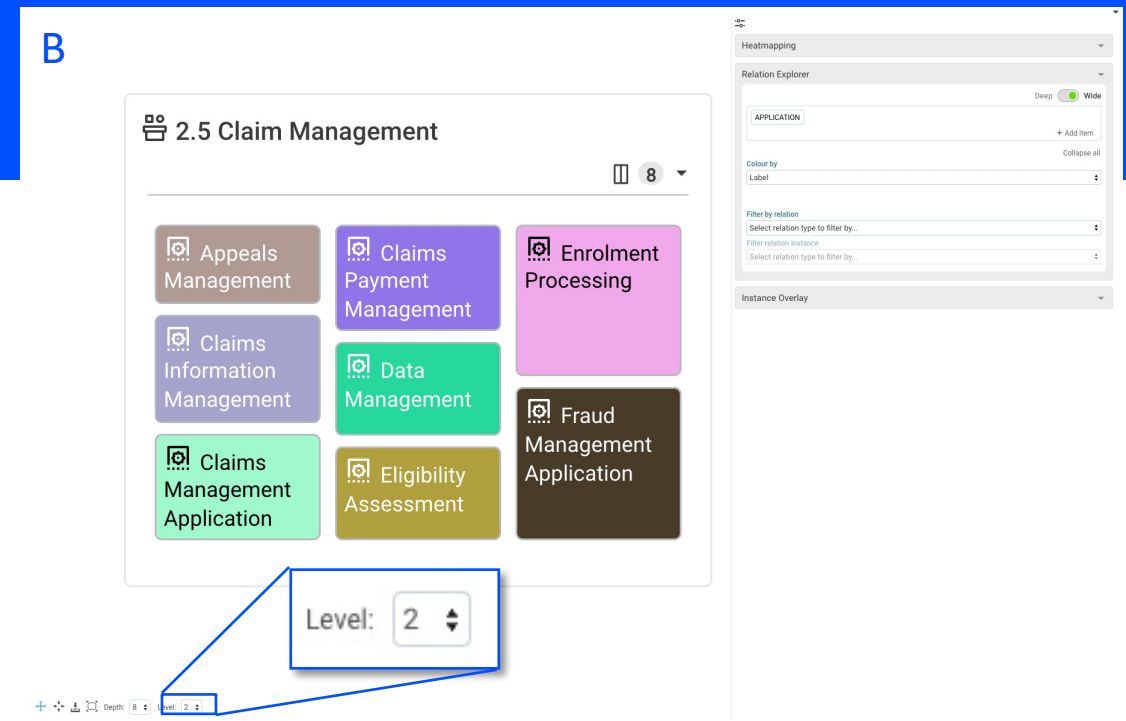 B
2.5 Claim Management
8
Appeals
Management
Claims
Information
Management
Claims
Management
Application
Claims
Payment
Management
Data
Management
Eligibility
Assessment
Enrolment
Processing
Fraud
Management
Application
Level: 2
Depth: 8 Level: 2
Heatmapping
Relation Explorer
Deep Wide
APPLICATION
+ Add item
Collapse all
Colour by
Label
Filter by relation
Select relation type to filter by...
Filter relation instance
Select relation type to filter by...
Instance Overlay